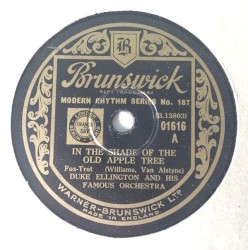 B
Brunswick
MODERN RHYTHM SERIES No. 187
(B.13803)
01616
A
IN THE SHADE OF THE
OLD APPLE TREE
Fox-Trot (Williams, Van Alstyne)
DUKE ELLINGTON AND HIS
FAMOUS ORCHESTRA
WARNER-BRUNSWICK LTD
MADE IN ENGLAND